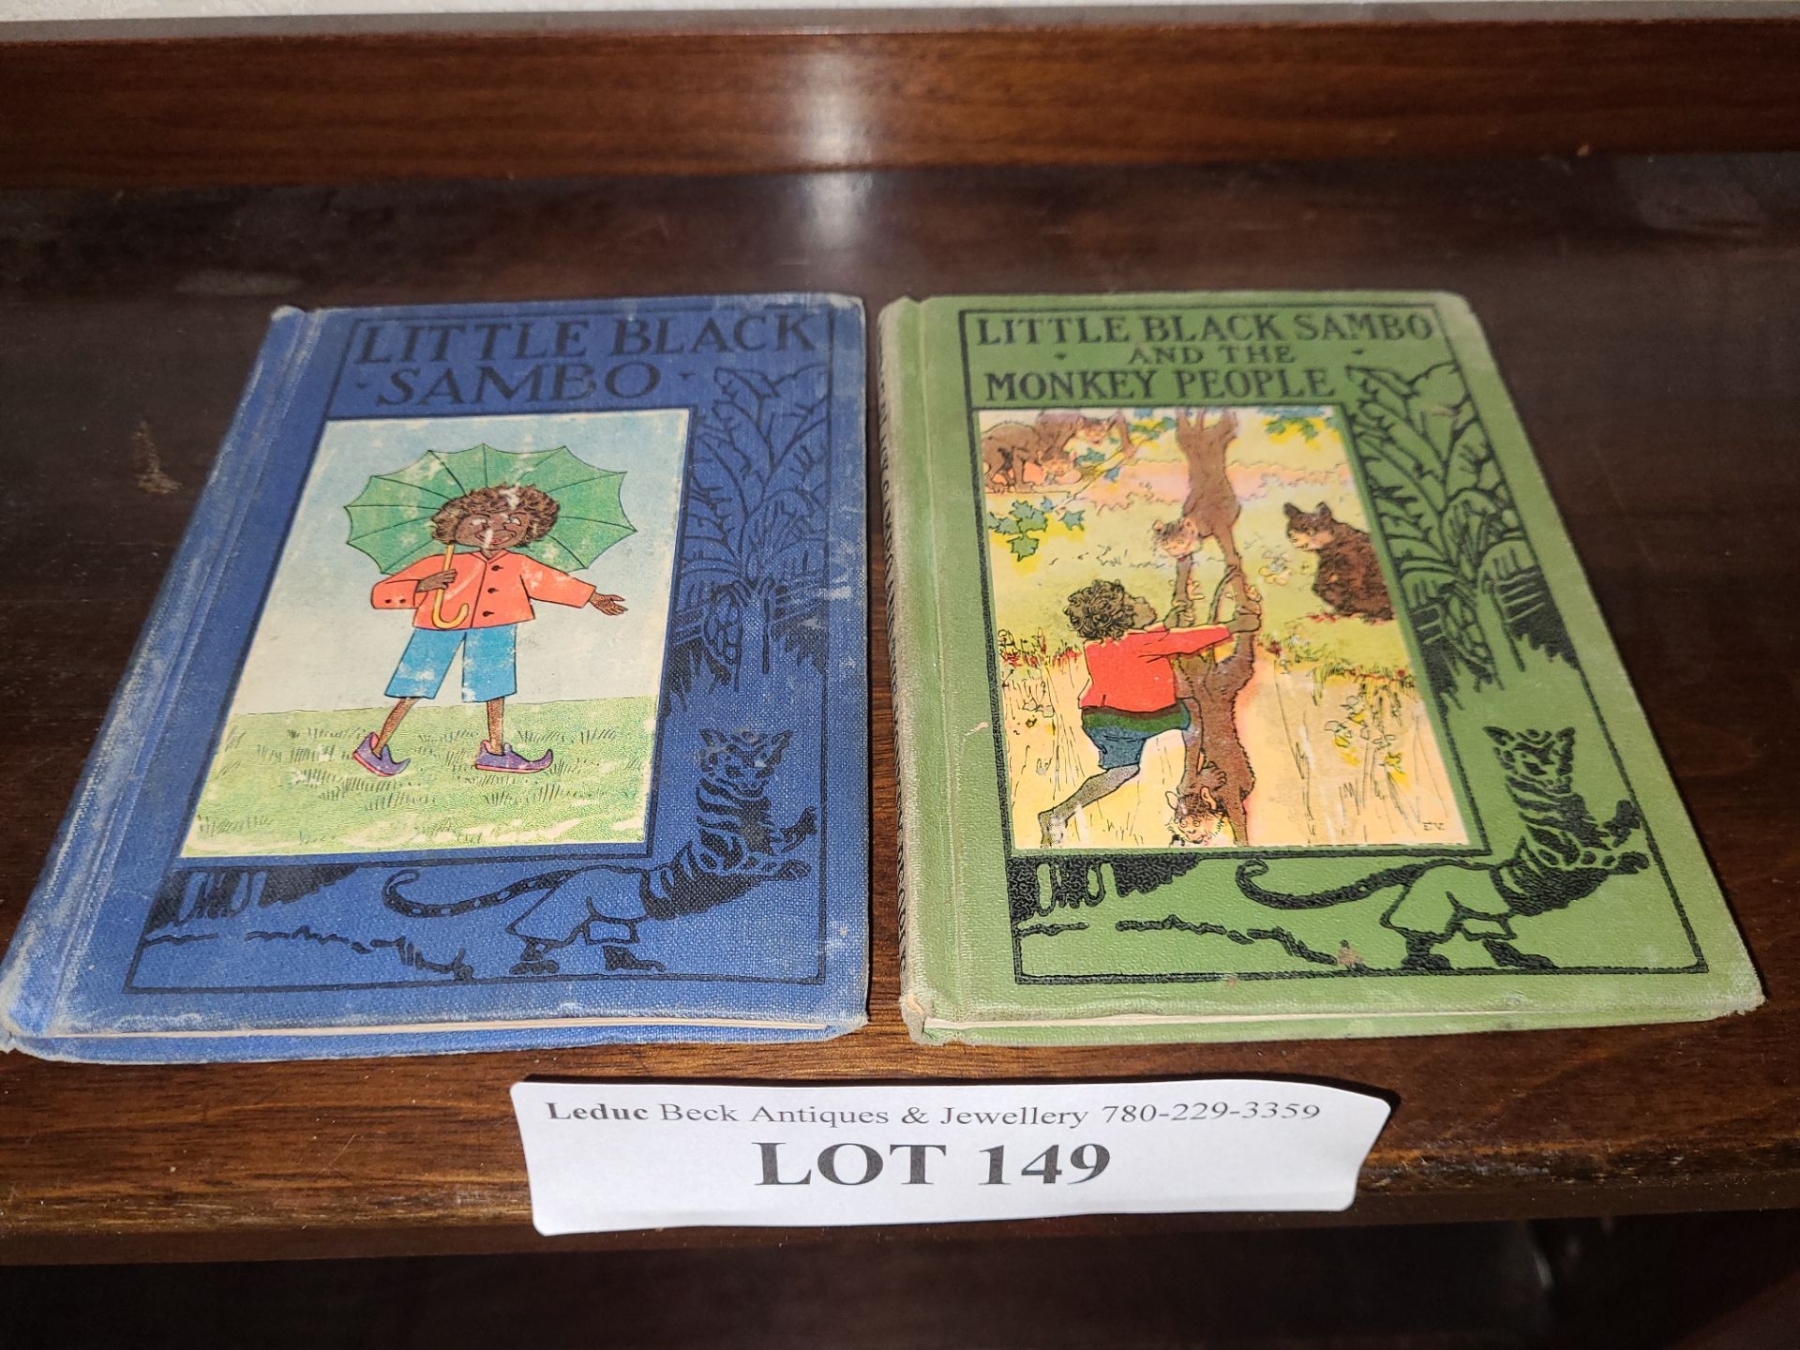 LITTLE BLACK
SAMBO
LITTLE BLACK SAMBO
AND THE
MONKEY PEOPLE
Leduc Beck Antiques & Jewellery 780-229-3359
LOT 149